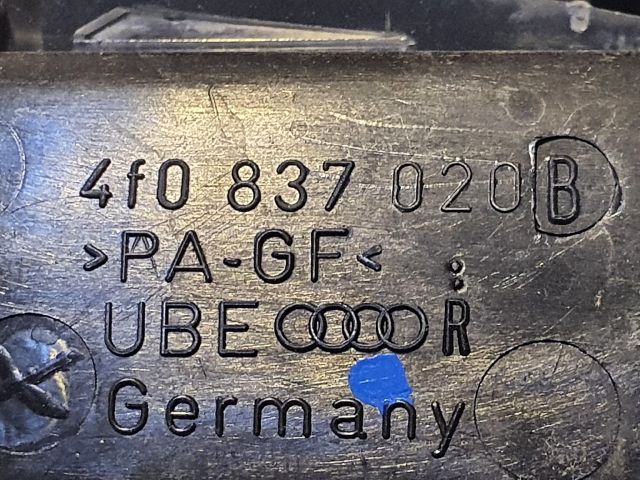 4f0 837 020 B
>PA-GF<
UBE R
Germany